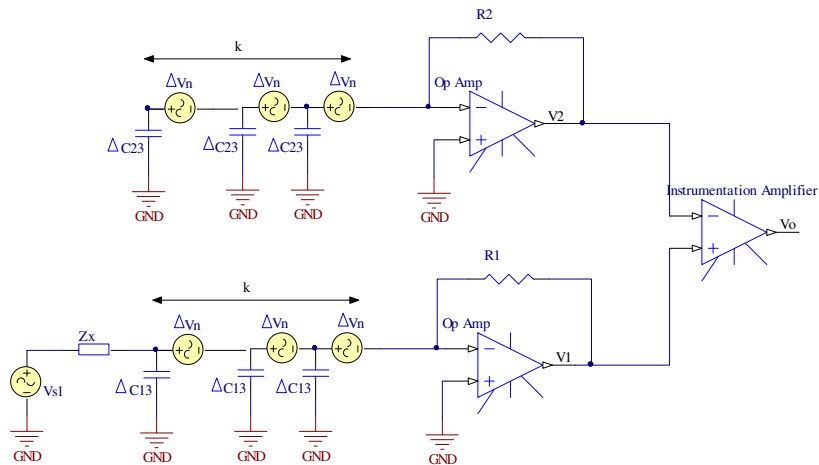 R2
k
ΔVn ΔVn ΔVn
Op Amp
V2
ΔC23 ΔC23 ΔC23
GND GND GND GND
Instrumentation Amplifier
Vo
R1
k
ΔVn ΔVn ΔVn
Op Amp
Zx
V1
Vs1
ΔC13 ΔC13 ΔC13
GND GND GND GND GND